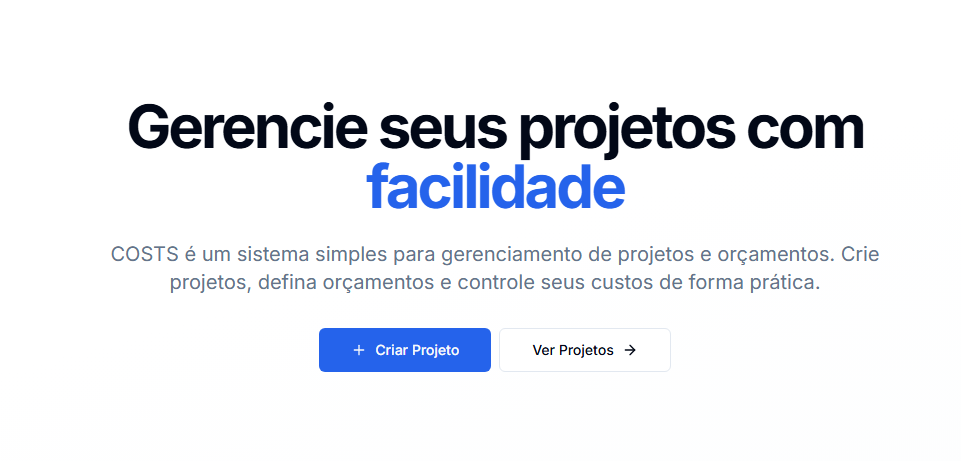 Gerencie seus projetos com
facilidade
COSTS é um sistema simples para gerenciamento de projetos e orçamentos. Crie
projetos, defina orçamentos e controle seus custos de forma prática.
Criar Projeto
Ver Projetos